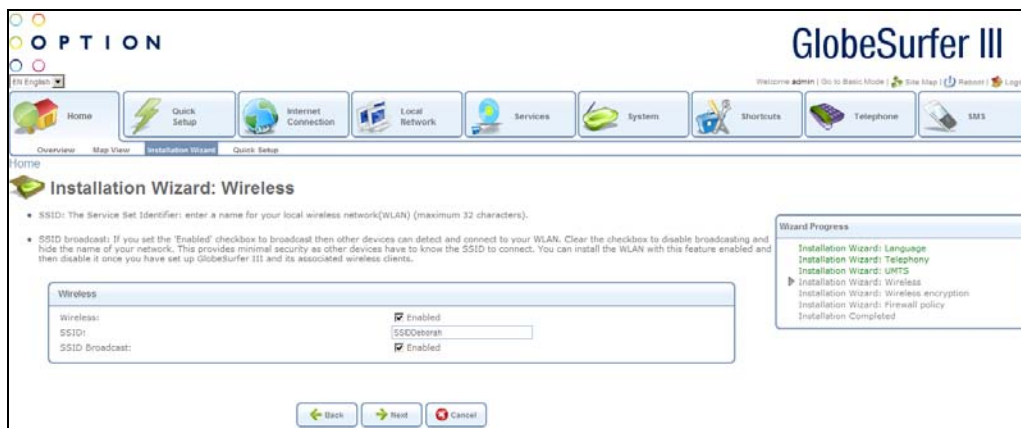 OPTION
GlobeSurfer III
EN English
Welcome admin | Go to Basic Mode | Site Map | Reboot | Logo
Home
Quick Setup
Internet Connection
Local Network
Services
System
Shortcuts
Telephone
SMS
Overview Map View Installation Wizard Quick Setup
Home
Installation Wizard: Wireless
• SSID: The Service Set Identifier: enter a name for your local wireless network(WLAN) (maximum 32 characters).
• SSID broadcast: If you set the 'Enabled' checkbox to broadcast then other devices can detect and connect to your WLAN. Clear the checkbox to disable broadcasting and
hide the name of your network. This provides minimal security as other devices have to know the SSID to connect. You can install the WLAN with this feature enabled and
then disable it once you have set up GlobeSurfer III and its associated wireless clients.
Wizard Progress
Installation Wizard: Language
Installation Wizard: Telephony
Installation Wizard: UMTS
Installation Wizard: Wireless
Installation Wizard: Wireless encryption
Installation Wizard: Firewall policy
Installation Completed
Wireless
Wireless: Enabled
SSID: SSIDDeborah
SSID Broadcast: Enabled
Back Next Cancel